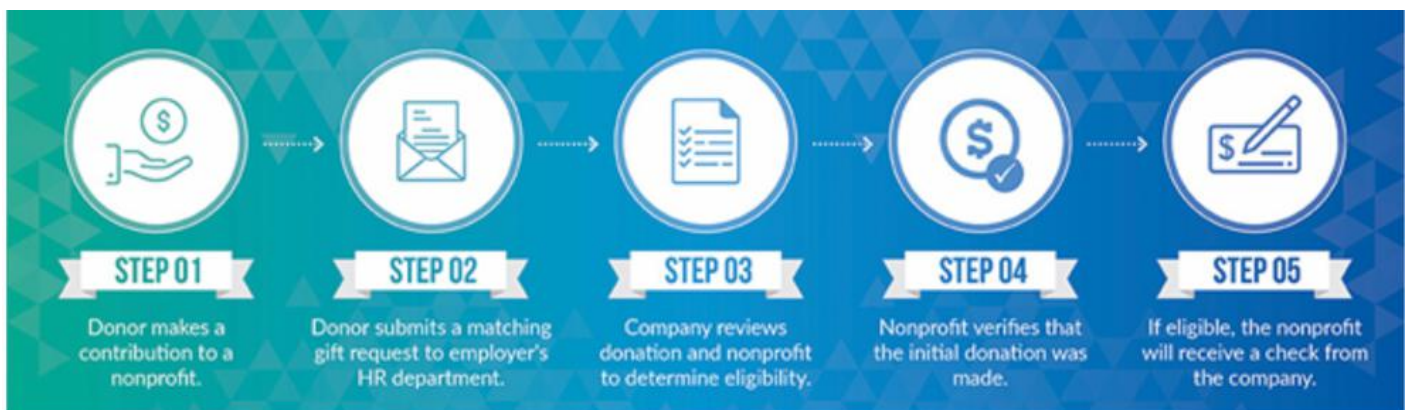 STEP 01
Donor makes a
contribution to a
nonprofit.
STEP 02
Donor submits a matching
gift request to employer's
HR department.
STEP 03
Company reviews
donation and nonprofit
to determine eligibility.
STEP 04
Nonprofit verifies that
the initial donation was
made.
STEP 05
If eligible, the nonprofit
will receive a check from
the company.